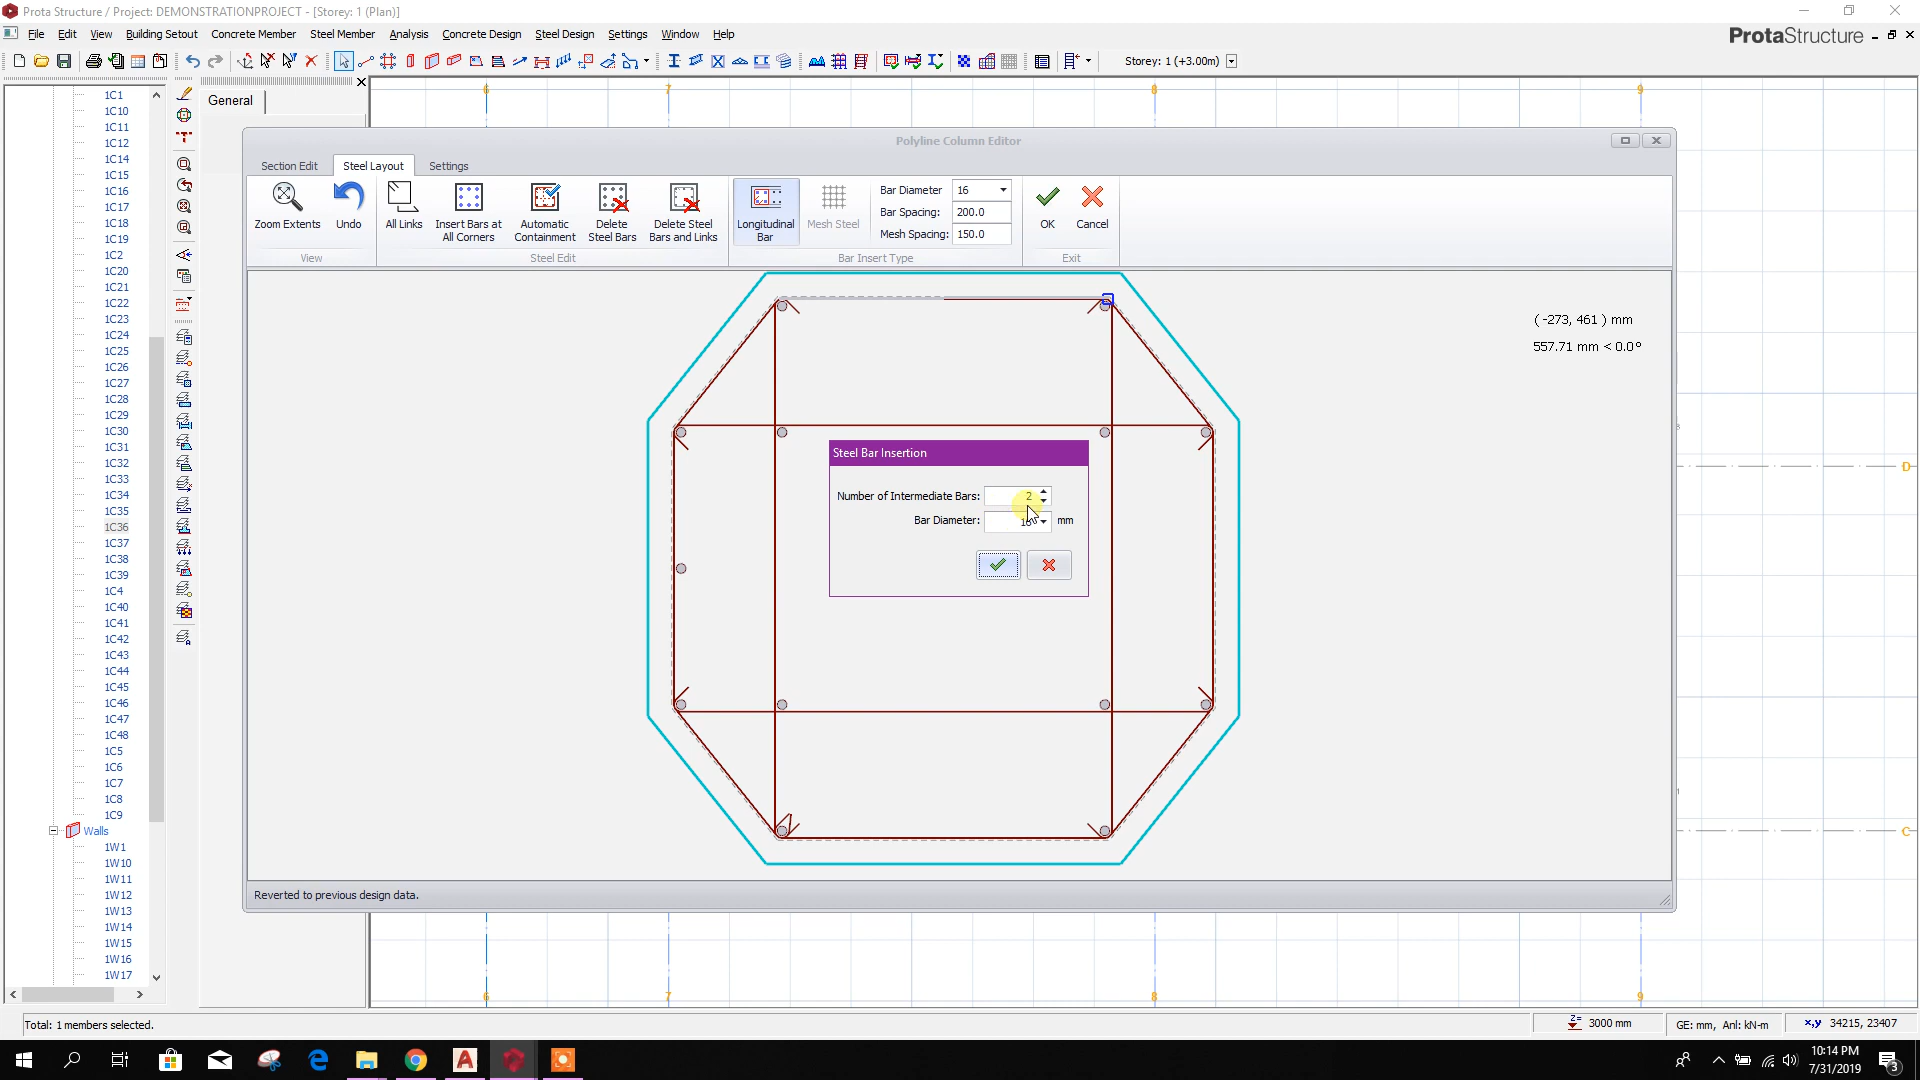 Prota Structure / Project: DEMONSTRATIONPROJECT - [Storey: 1 (Plan)]
File Edit View Building Setout Concrete Member Steel Member Analysis Concrete Design Steel Design Settings Window Help
ProtaStructure
Storey: 1 (+3.00m)
1C1
1C10
1C11
1C12
1C14
1C15
1C16
1C17
1C18
1C19
1C2
1C20
1C21
1C22
1C23
1C24
1C25
1C26
1C27
1C28
1C29
1C30
1C31
1C32
1C33
1C34
1C35
1C36
1C37
1C38
1C39
1C4
1C40
1C41
1C42
1C43
1C44
1C45
1C46
1C47
1C48
1C5
1C6
1C7
1C8
1C9
Walls
1W1
1W10
1W11
1W12
1W13
1W14
1W15
1W16
1W17
General
6 7 8 9
Polyline Column Editor
Section Edit Steel Layout Settings
Zoom Extents Undo
View
All Links
Insert Bars at All Corners
Automatic Containment
Delete Steel Bars
Delete Steel Bars and Links
Steel Edit
Longitudinal Bar
Mesh Steel
Bar Diameter 16
Bar Spacing: 200.0
Mesh Spacing: 150.0
Bar Insert Type
OK Cancel
Exit
( -273, 461 ) mm
557.71 mm < 0.0°
Steel Bar Insertion
Number of Intermediate Bars: 2
Bar Diameter: mm
D
C
Reverted to previous design data.
6 7 8 9
Total: 1 members selected.
Z= 3000 mm
GE: mm, Anl: kN-m
x,y 34215, 23407
10:14 PM
7/31/2019
3